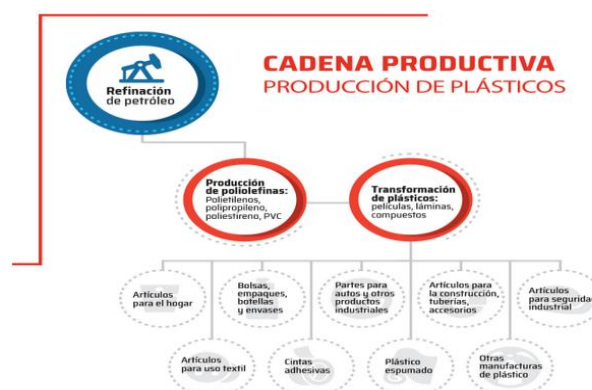 CADENA PRODUCTIVA
PRODUCCIÓN DE PLÁSTICOS
Refinación
de petróleo
Producción
de poliolefinas:
Polietilenos,
polipropileno,
poliestireno, PVC
Transformación
de plásticos:
películas, láminas,
compuestos
Artículos
para el hogar
Bolsas,
empaques,
botellas
y envases
Partes para
autos y otros
productos
industriales
Artículos para
la construcción,
tuberías,
accesorios
Artículos
para seguridad
industrial
Artículos
para uso textil
Cintas
adhesivas
Plástico
espumado
Otras
manufacturas
de plástico